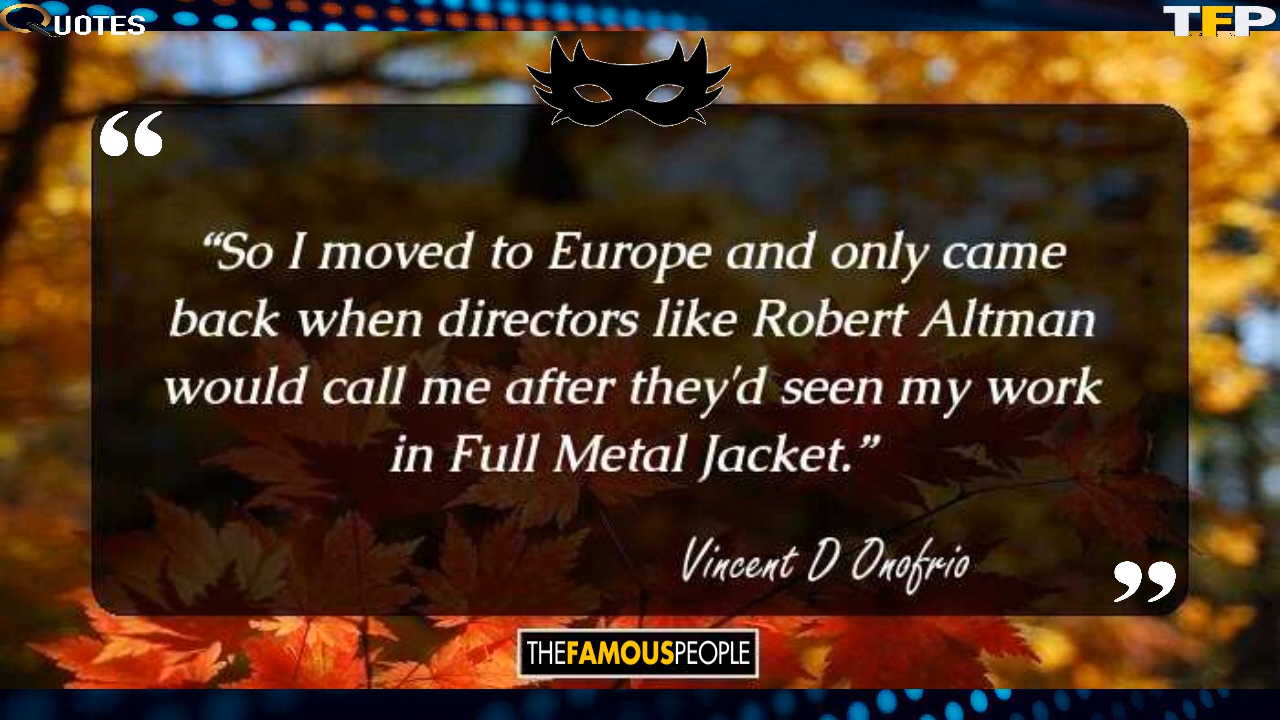 QUOTES
TFP
“So I moved to Europe and only came
back when directors like Robert Altman
would call me after they'd seen my work
in Full Metal Jacket.”
Vincent D Onofrio
THEFAMOUSPEOPLE